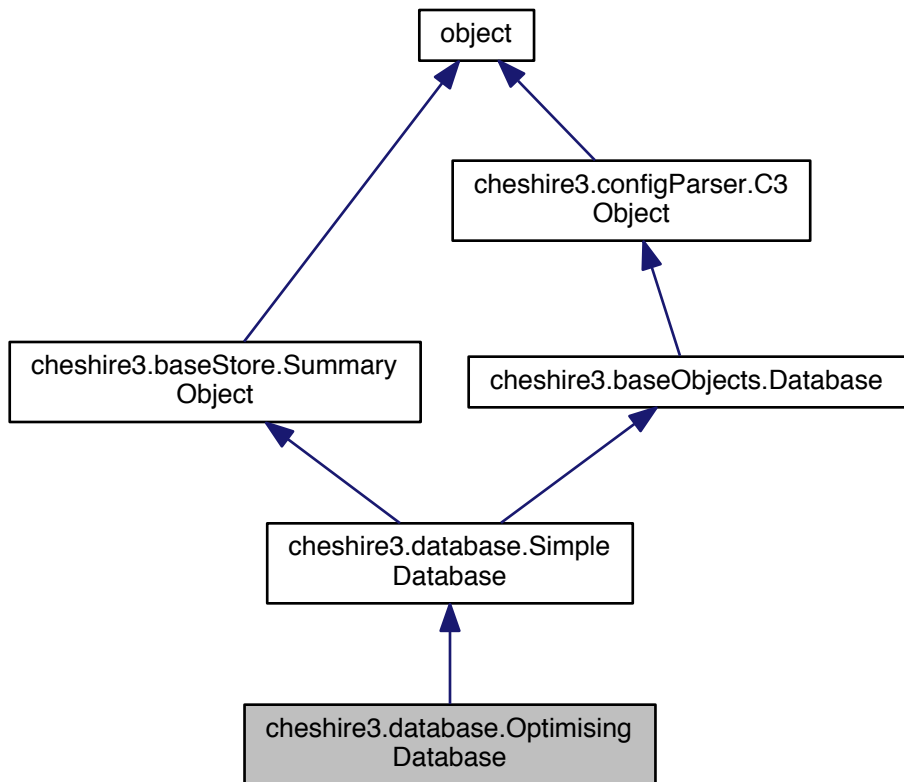 object
cheshire3.configParser.C3
Object
cheshire3.baseStore.Summary
Object
cheshire3.baseObjects.Database
cheshire3.database.Simple
Database
cheshire3.database.Optimising
Database